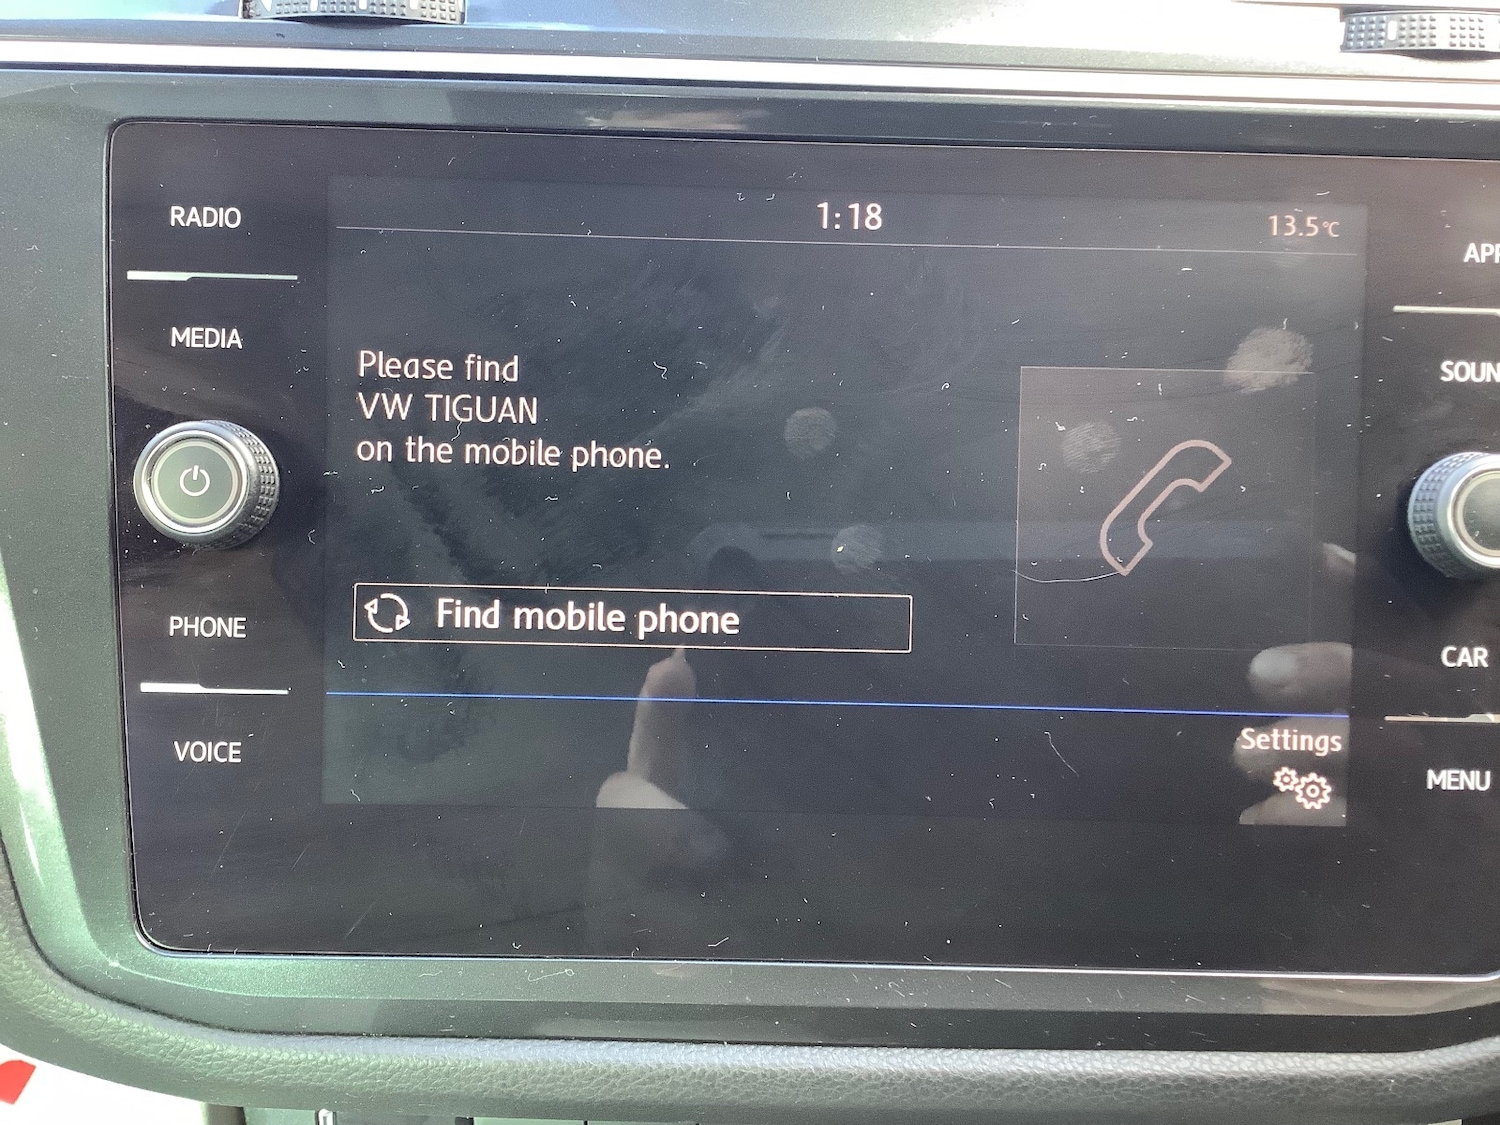 RADIO
MEDIA
PHONE
VOICE
1:18
13.5°C
Please find
VW TIGUAN
on the mobile phone.
Find mobile phone
Settings
CAR
MENU